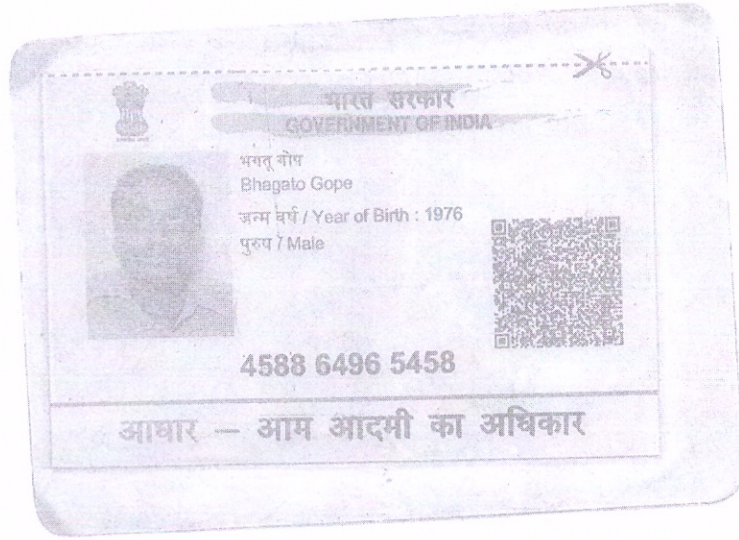 भारत सरकार
GOVERNMENT OF INDIA
भगतू गोप
Bhagato Gope
जन्म वर्ष / Year of Birth : 1976
पुरुष / Male
4588 6496 5458
आधार — आम आदमी का अधिकार